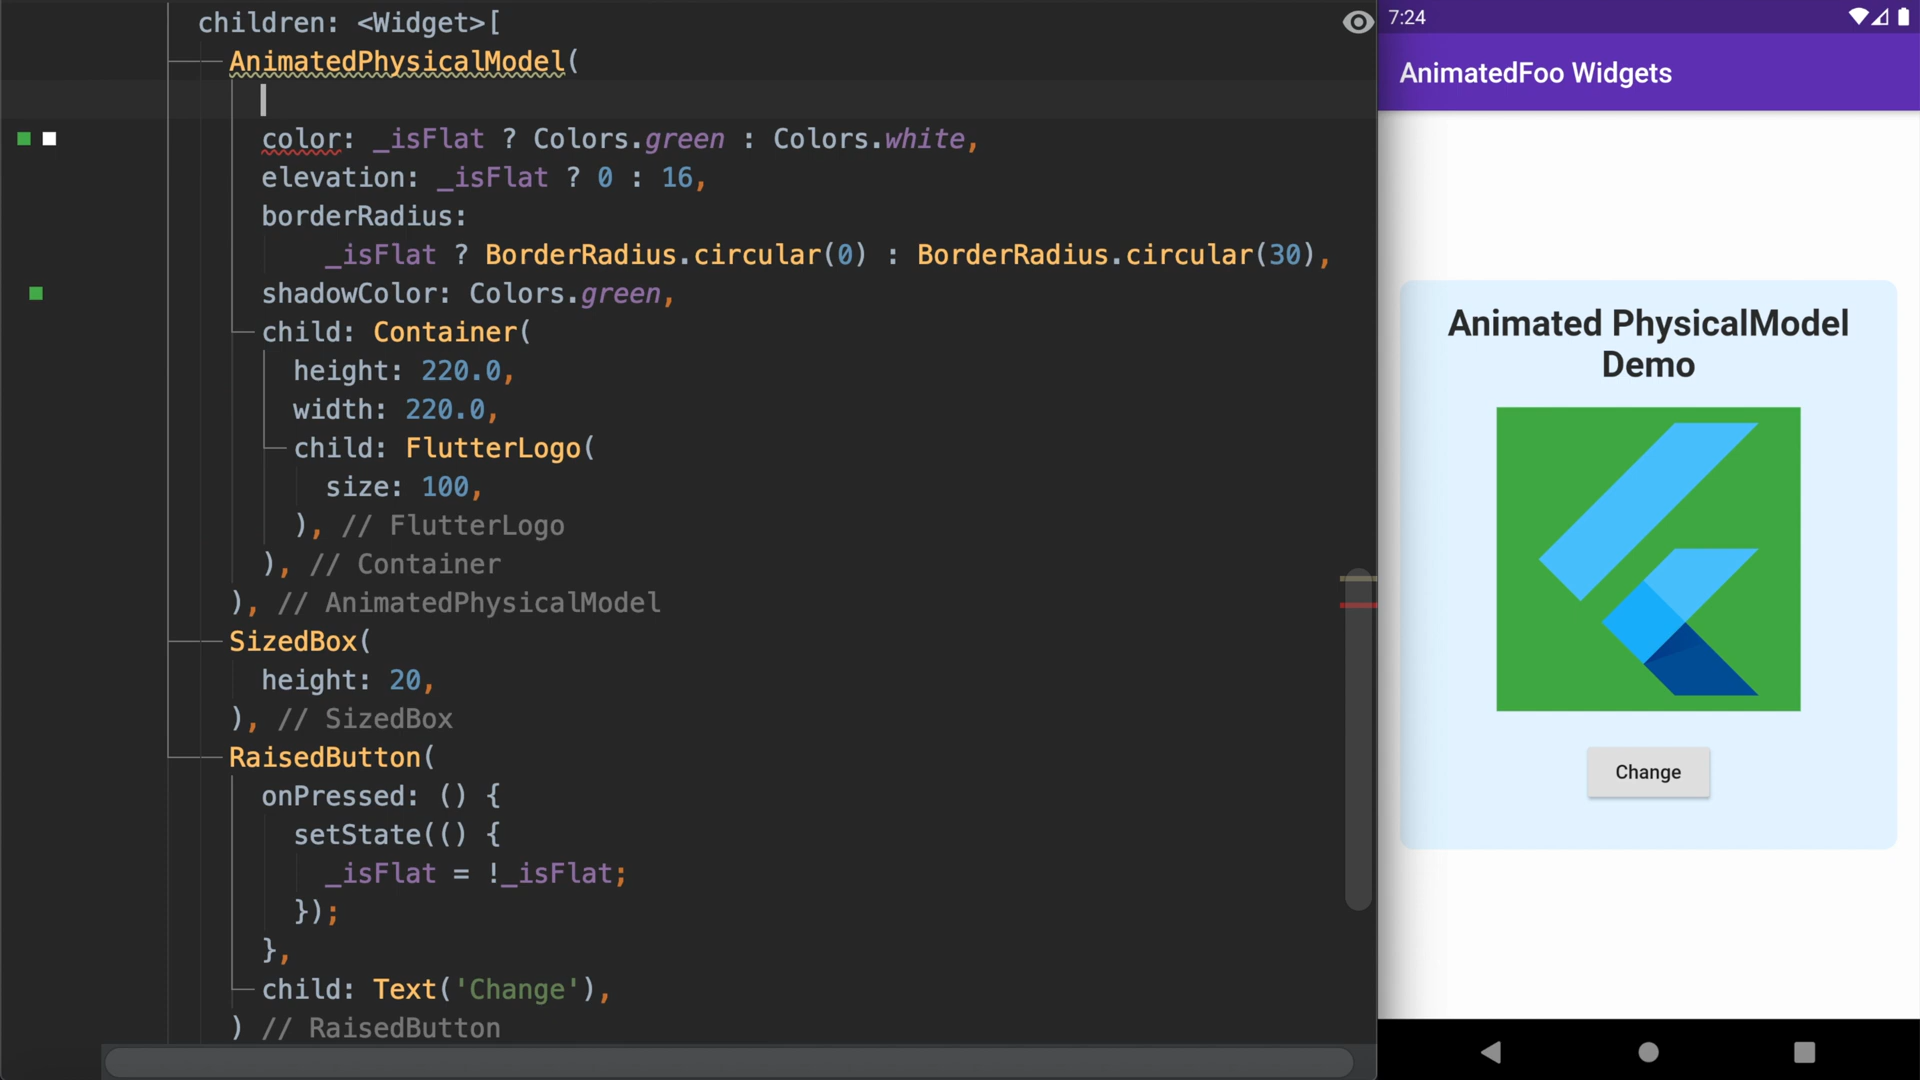 children: <Widget>[
AnimatedPhysicalModel(
color: _isFlat ? Colors.green : Colors.white,
elevation: _isFlat ? 0 : 16,
borderRadius:
_isFlat ? BorderRadius.circular(0) : BorderRadius.circular(30),
shadowColor: Colors.green,
child: Container(
height: 220.0,
width: 220.0,
child: FlutterLogo(
size: 100,
), // FlutterLogo
), // Container
), // AnimatedPhysicalModel
SizedBox(
height: 20,
), // SizedBox
RaisedButton(
onPressed: () {
setState(() {
_isFlat = !_isFlat;
});
},
child: Text('Change'),
) // RaisedButton
7:24
AnimatedFoo Widgets
Animated PhysicalModel
Demo
Change